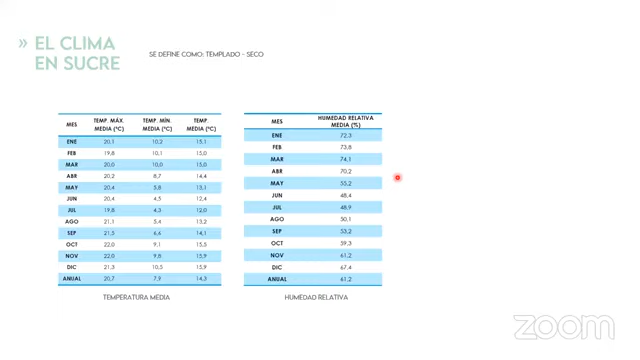 » EL CLIMA
EN SUCRE
SE DEFINE COMO: TEMPLADO - SECO
MES TEMP. MÁX. MEDIA (°C) TEMP. MÍN. MEDIA (°C) TEMP. MEDIA (°C)
ENE 20,1 10,2 15,1
FEB 19,8 10,1 15,0
MAR 20,0 10,0 15,0
ABR 20,2 8,7 14,4
MAY 20,4 5,8 13,1
JUN 20,4 4,5 12,4
JUL 19,8 4,3 12,0
AGO 21,1 5,4 13,2
SEP 21,5 6,6 14,1
OCT 22,0 9,1 15,5
NOV 22,0 9,8 15,9
DIC 21,3 10,5 15,9
ANUAL 20,7 7,9 14,3
TEMPERATURA MEDIA
MES HUMEDAD RELATIVA MEDIA (%)
ENE 72,3
FEB 73,8
MAR 74,1
ABR 70,2
MAY 55,2
JUN 48,4
JUL 48,9
AGO 50,1
SEP 53,2
OCT 59,3
NOV 61,2
DIC 67,4
ANUAL 61,2
HUMEDAD RELATIVA
zoom